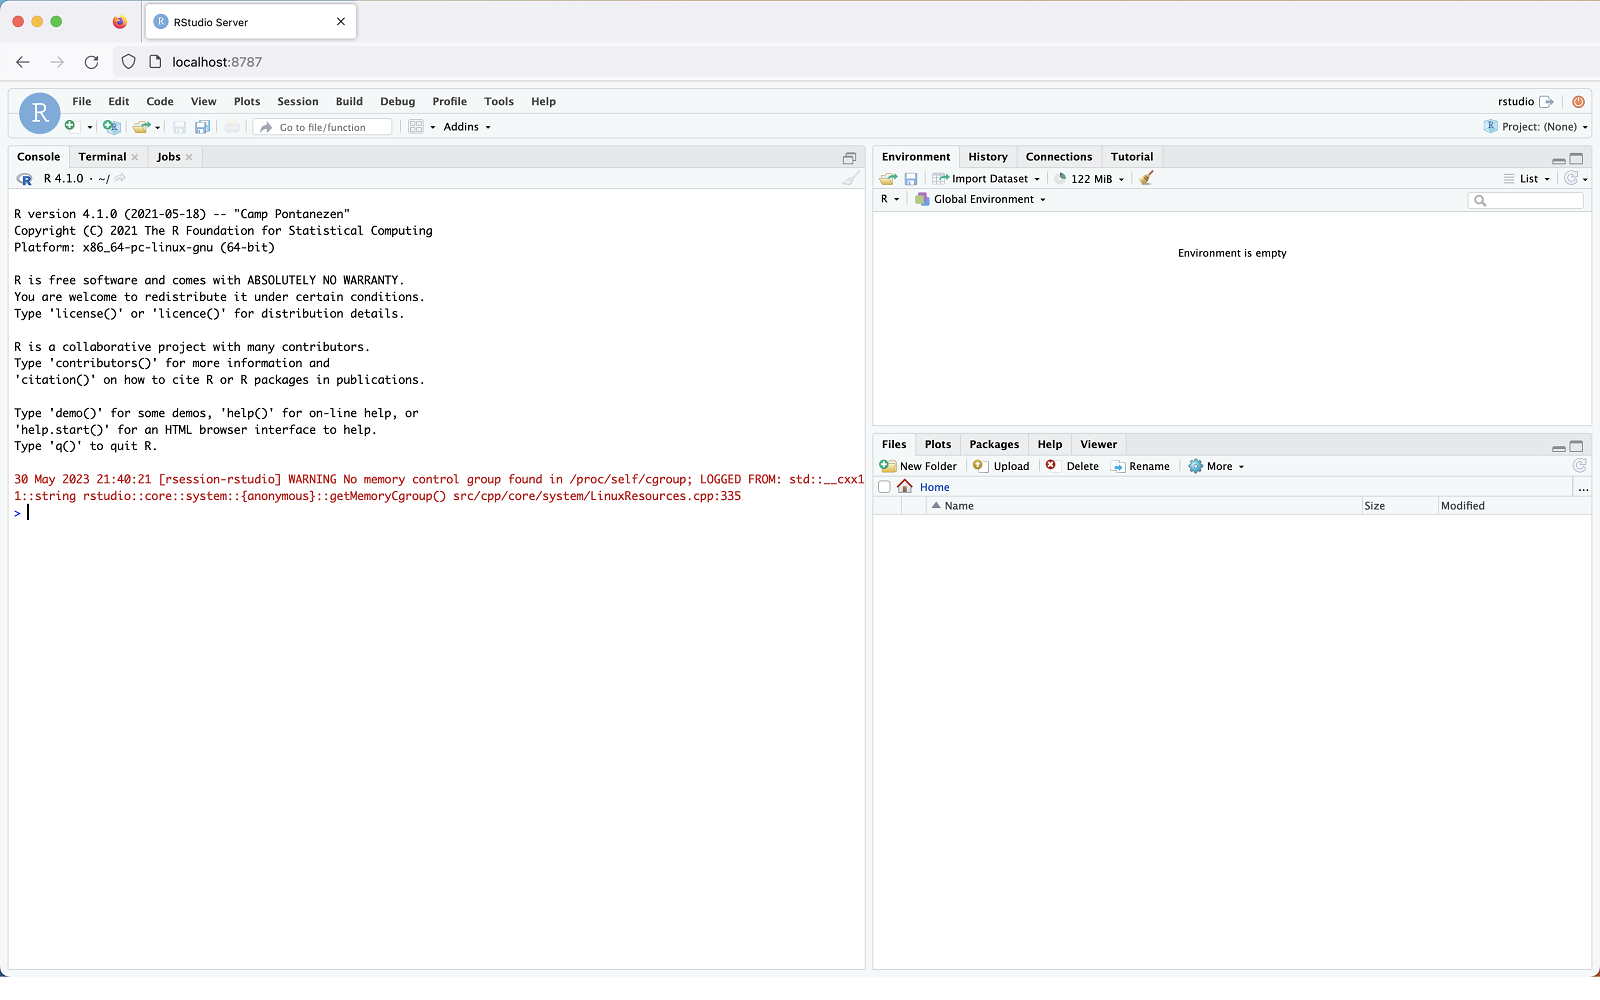 RStudio Server
localhost:8787
File Edit Code View Plots Session Build Debug Profile Tools Help
rstudio
Go to file/function
Addins
Project: (None)
Console Terminal Jobs
R 4.1.0 · ~/
R version 4.1.0 (2021-05-18) -- "Camp Pontanezen"
Copyright (C) 2021 The R Foundation for Statistical Computing
Platform: x86_64-pc-linux-gnu (64-bit)
R is free software and comes with ABSOLUTELY NO WARRANTY.
You are welcome to redistribute it under certain conditions.
Type 'license()' or 'licence()' for distribution details.
R is a collaborative project with many contributors.
Type 'contributors()' for more information and
'citation()' on how to cite R or R packages in publications.
Type 'demo()' for some demos, 'help()' for on-line help, or
'help.start()' for an HTML browser interface to help.
Type 'q()' to quit R.
30 May 2023 21:40:21 [rsession-rstudio] WARNING No memory control group found in /proc/self/cgroup; LOGGED FROM: std::__cxx1
1::string rstudio::core::system::{anonymous}::getMemoryCgroup() src/cpp/core/system/LinuxResources.cpp:335
>
Environment History Connections Tutorial
Import Dataset 122 MiB List
R Global Environment
Environment is empty
Files Plots Packages Help Viewer
New Folder Upload Delete Rename More
Home ...
Name Size Modified